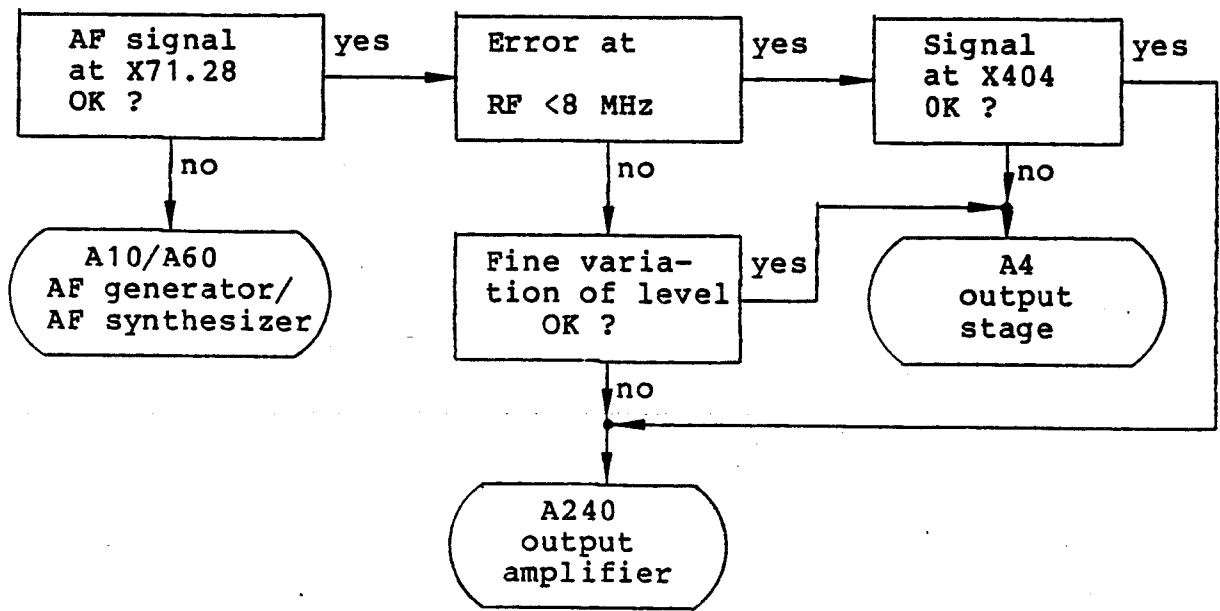 AF signal
at X71.28
OK ?
yes
Error at
RF <8 MHz
yes
Signal
at X404
0K ?
yes
no
no
no
A10/A60
AF generator/
AF synthesizer
Fine varia-
tion of level
OK ?
yes
A4
output
stage
no
A240
output
amplifier